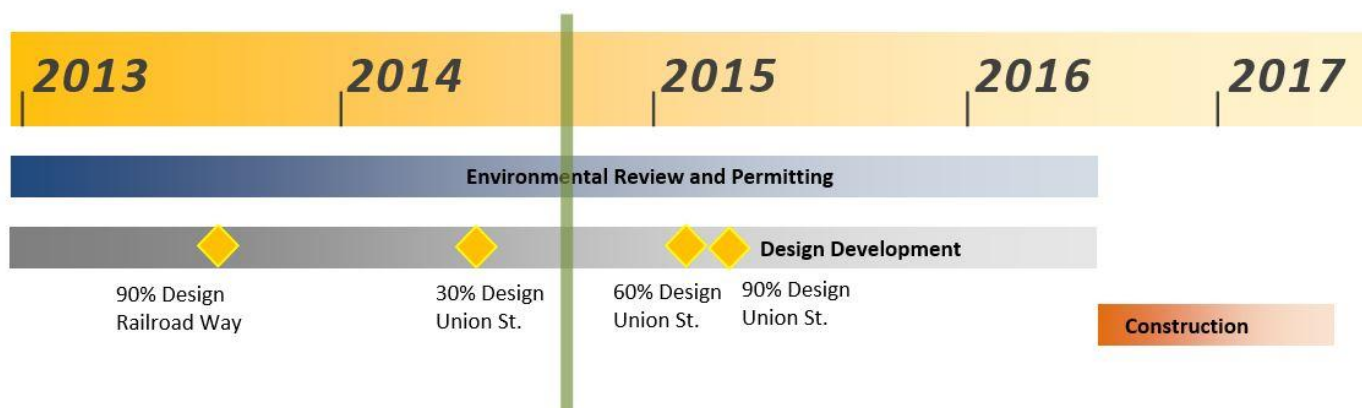 2013 2014 2015 2016 2017
Environmental Review and Permitting
Design Development
90% Design
Railroad Way
30% Design
Union St.
60% Design
Union St.
90% Design
Union St.
Construction